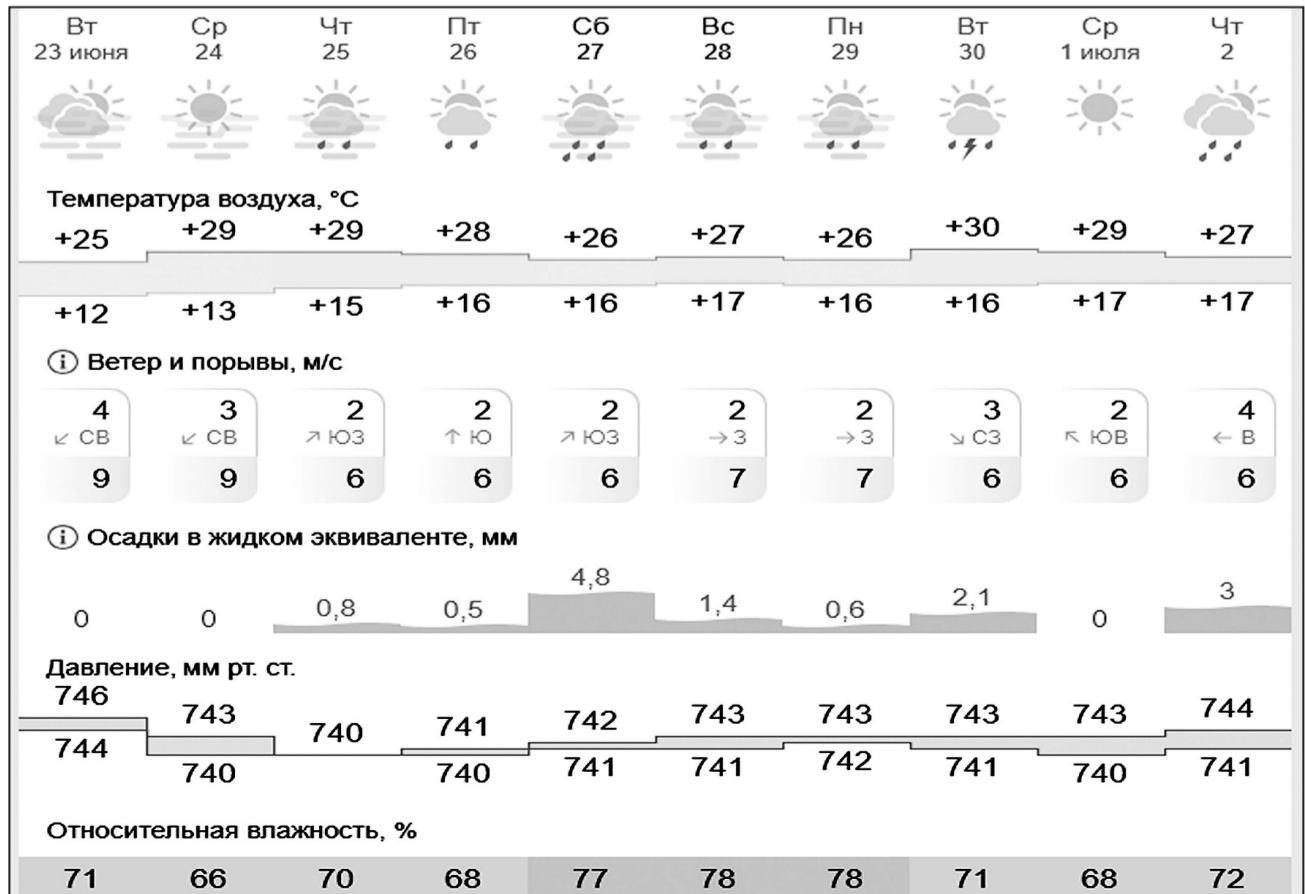 Вт Ср Чт Пт Сб Вс Пн Вт Ср Чт
23 июня 24 25 26 27 28 29 30 1 июля 2
Температура воздуха, °C
+25 +29 +29 +28 +26 +27 +26 +30 +29 +27
+12 +13 +15 +16 +16 +17 +16 +16 +17 +17
i Ветер и порывы, м/с
4 3 2 2 2 2 2 3 2 4
↙ СВ ↙ СВ ↗ ЮЗ ↑ Ю ↗ ЮЗ → З → З ↘ СЗ ↖ ЮВ ← В
9 9 6 6 6 7 7 6 6 6
i Осадки в жидком эквиваленте, мм
0 0 0,8 0,5 4,8 1,4 0,6 2,1 0 3
Давление, мм рт. ст.
746 743 740 741 742 743 743 743 743 744
744 740 740 741 741 742 741 740 741
Относительная влажность, %
71 66 70 68 77 78 78 71 68 72